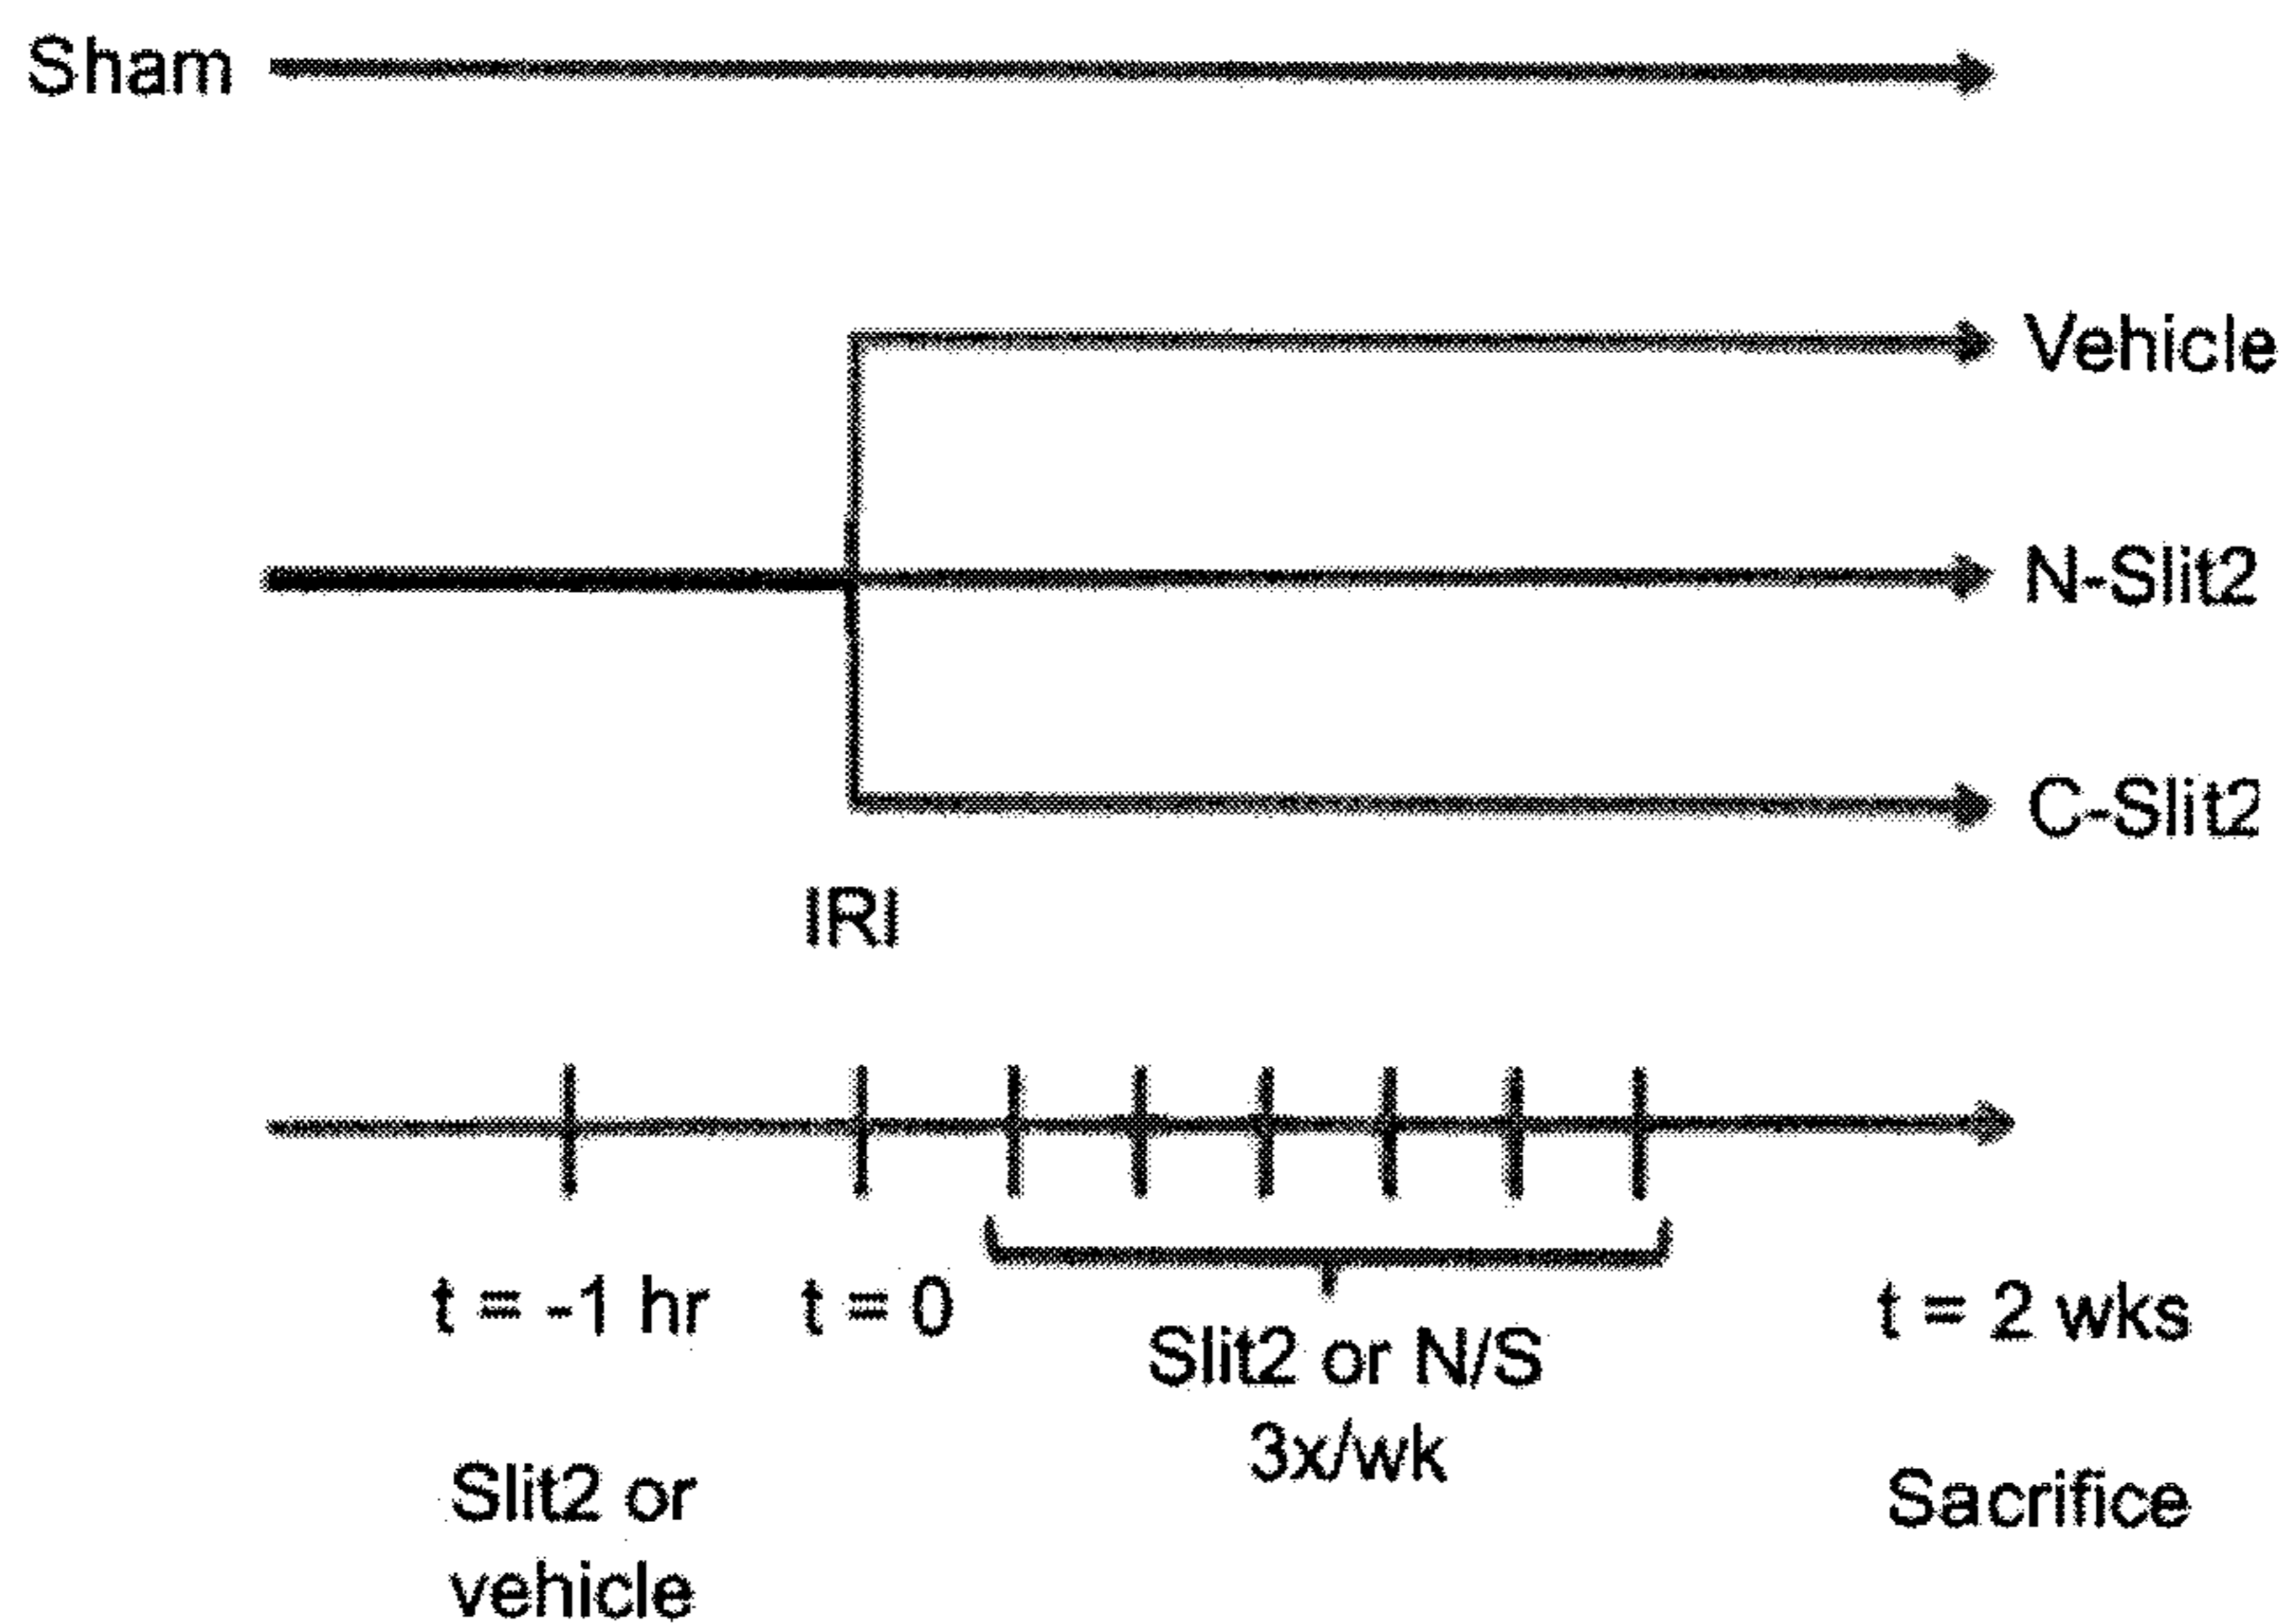 Sham
Vehicle
N-Slit2
C-Slit2
IRI
t = -1 hr
t = 0
t = 2 wks
Slit2 or N/S
3x/wk
Slit2 or
vehicle
Sacrifice